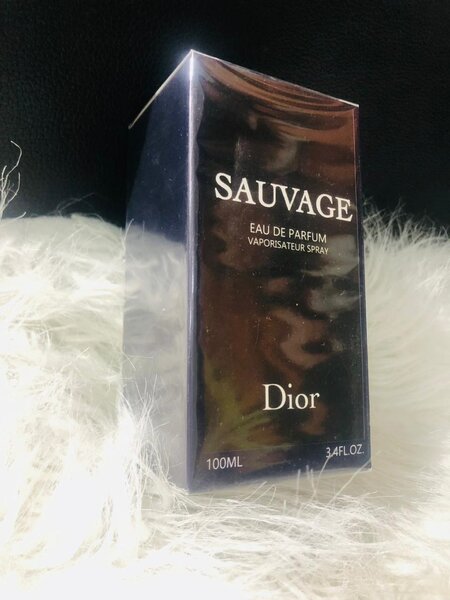 SAUVAGE
EAU DE PARFUM
VAPORISATEUR SPRAY
Dior
100ML 3.4FL.OZ.